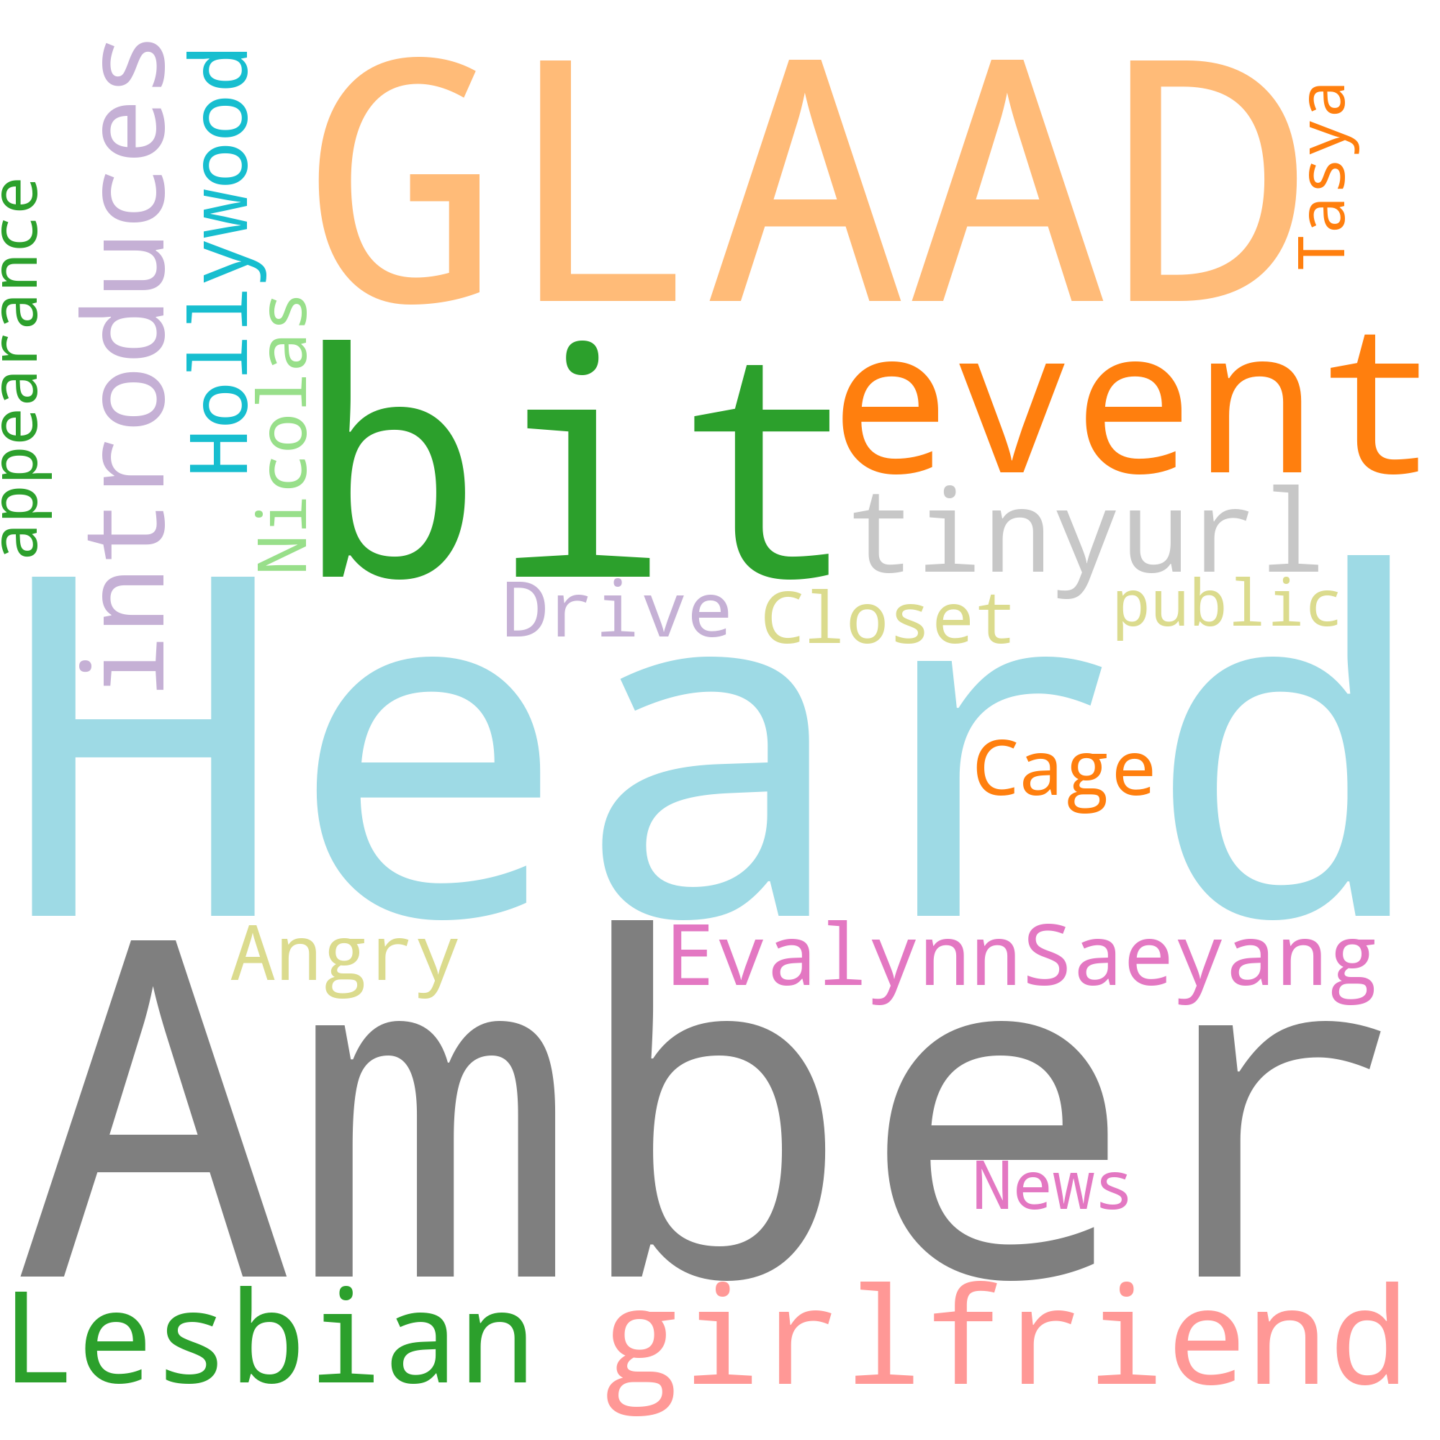 GLAAD
Tasya
introduces
Hollywood
appearance
Nicolas
bit
event
tinyurl
Drive
Closet
public
Heard
Cage
Angry
EvalynnSaeyang
Amber
News
Lesbian
girlfriend